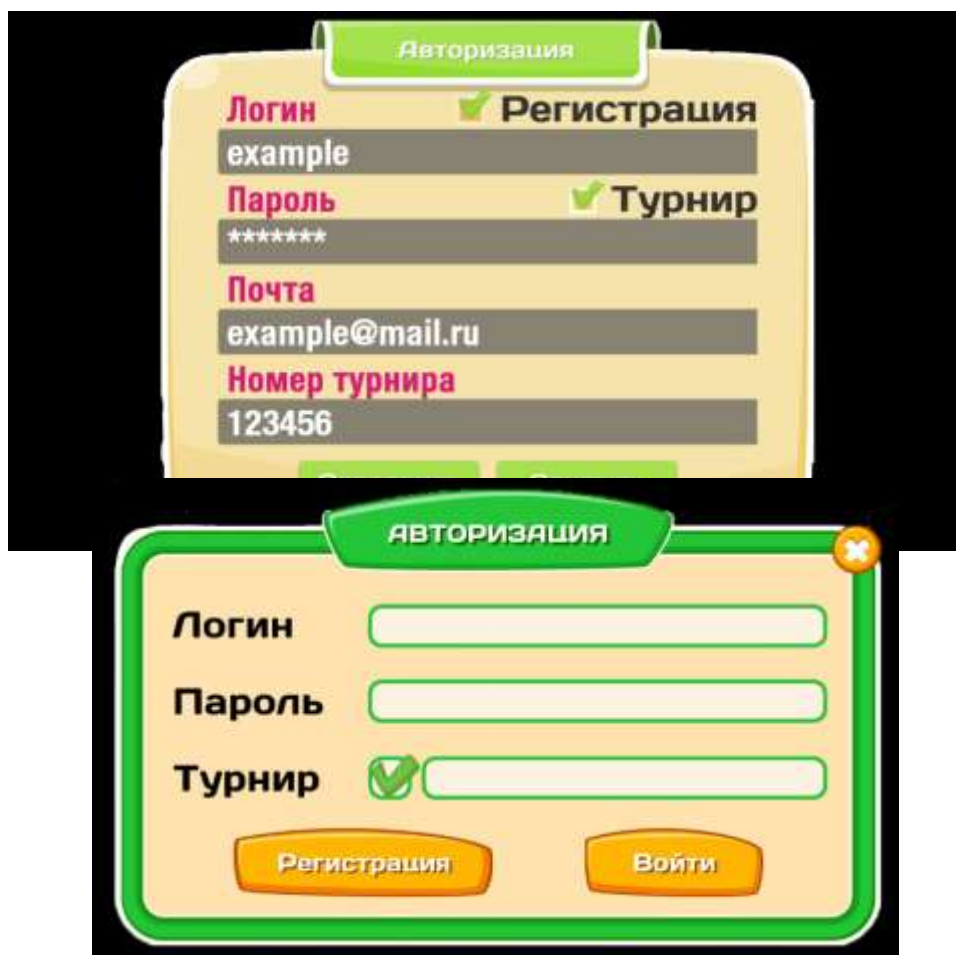 Авторизация
Логин Регистрация
example
Пароль Турнир
*******
Почта
example@mail.ru
Номер турнира
123456
АВТОРИЗАЦИЯ
Логин
Пароль
Турнир
Регистрация Войти